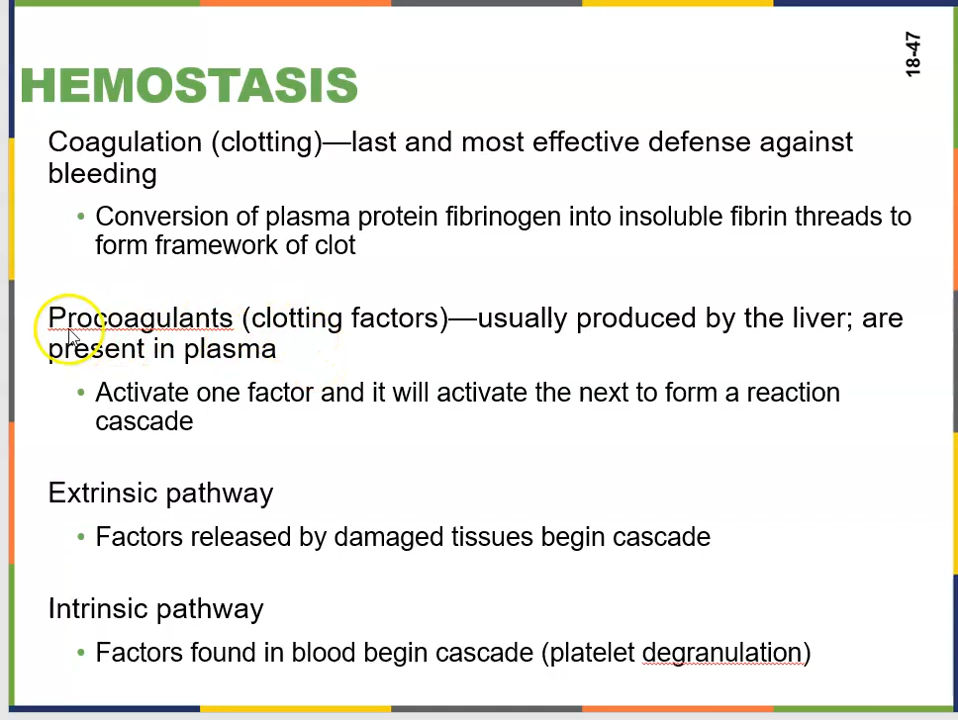 18-47
HEMOSTASIS
Coagulation (clotting)—last and most effective defense against
bleeding
• Conversion of plasma protein fibrinogen into insoluble fibrin threads to
form framework of clot
Procoagulants (clotting factors)—usually produced by the liver; are
present in plasma
• Activate one factor and it will activate the next to form a reaction
cascade
Extrinsic pathway
• Factors released by damaged tissues begin cascade
Intrinsic pathway
• Factors found in blood begin cascade (platelet degranulation)